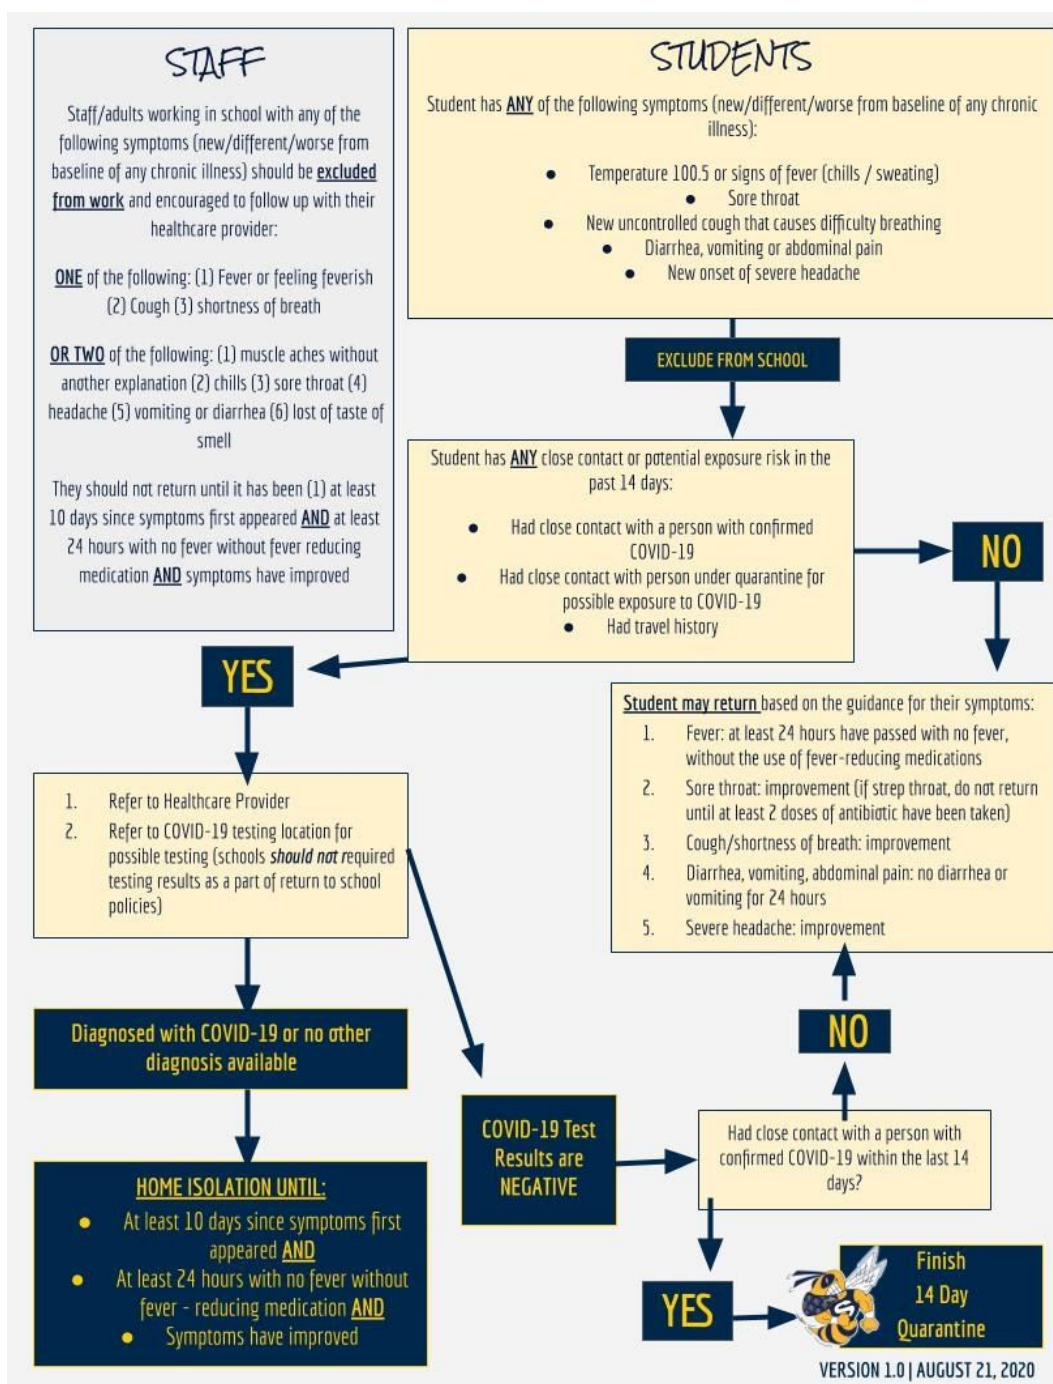 STAFF
Staff/adults working in school with any of the
following symptoms (new/different/worse from
baseline of any chronic illness) should be excluded
from work and encouraged to follow up with their
healthcare provider:
ONE of the following: (1) Fever or feeling feverish
(2) Cough (3) shortness of breath
OR TWO of the following: (1) muscle aches without
another explanation (2) chills (3) sore throat (4)
headache (5) vomiting or diarrhea (6) lost of taste of
smell
They should not return until it has been (1) at least
10 days since symptoms first appeared AND at least
24 hours with no fever without fever reducing
medication AND symptoms have improved
STUDENTS
Student has ANY of the following symptoms (new/different/worse from baseline of any chronic
illness):
● Temperature 100.5 or signs of fever (chills / sweating)
● Sore throat
● New uncontrolled cough that causes difficulty breathing
● Diarrhea, vomiting or abdominal pain
● New onset of severe headache
EXCLUDE FROM SCHOOL
Student has ANY close contact or potential exposure risk in the
past 14 days:
● Had close contact with a person with confirmed
COVID-19
● Had close contact with person under quarantine for
possible exposure to COVID-19
● Had travel history
NO
YES
Student may return based on the guidance for their symptoms:
1. Fever: at least 24 hours have passed with no fever,
without the use of fever-reducing medications
2. Sore throat: improvement (if strep throat, do not return
until at least 2 doses of antibiotic have been taken)
3. Cough/shortness of breath: improvement
4. Diarrhea, vomiting, abdominal pain: no diarrhea or
vomiting for 24 hours
5. Severe headache: improvement
1. Refer to Healthcare Provider
2. Refer to COVID-19 testing location for
possible testing (schools should not required
testing results as a part of return to school
policies)
Diagnosed with COVID-19 or no other
diagnosis available
HOME ISOLATION UNTIL:
● At least 10 days since symptoms first
appeared AND
● At least 24 hours with no fever without
fever - reducing medication AND
● Symptoms have improved
COVID-19 Test
Results are
NEGATIVE
NO
Had close contact with a person with
confirmed COVID-19 within the last 14
days?
YES
S
Finish
14 Day
Quarantine
VERSION 1.0 | AUGUST 21, 2020